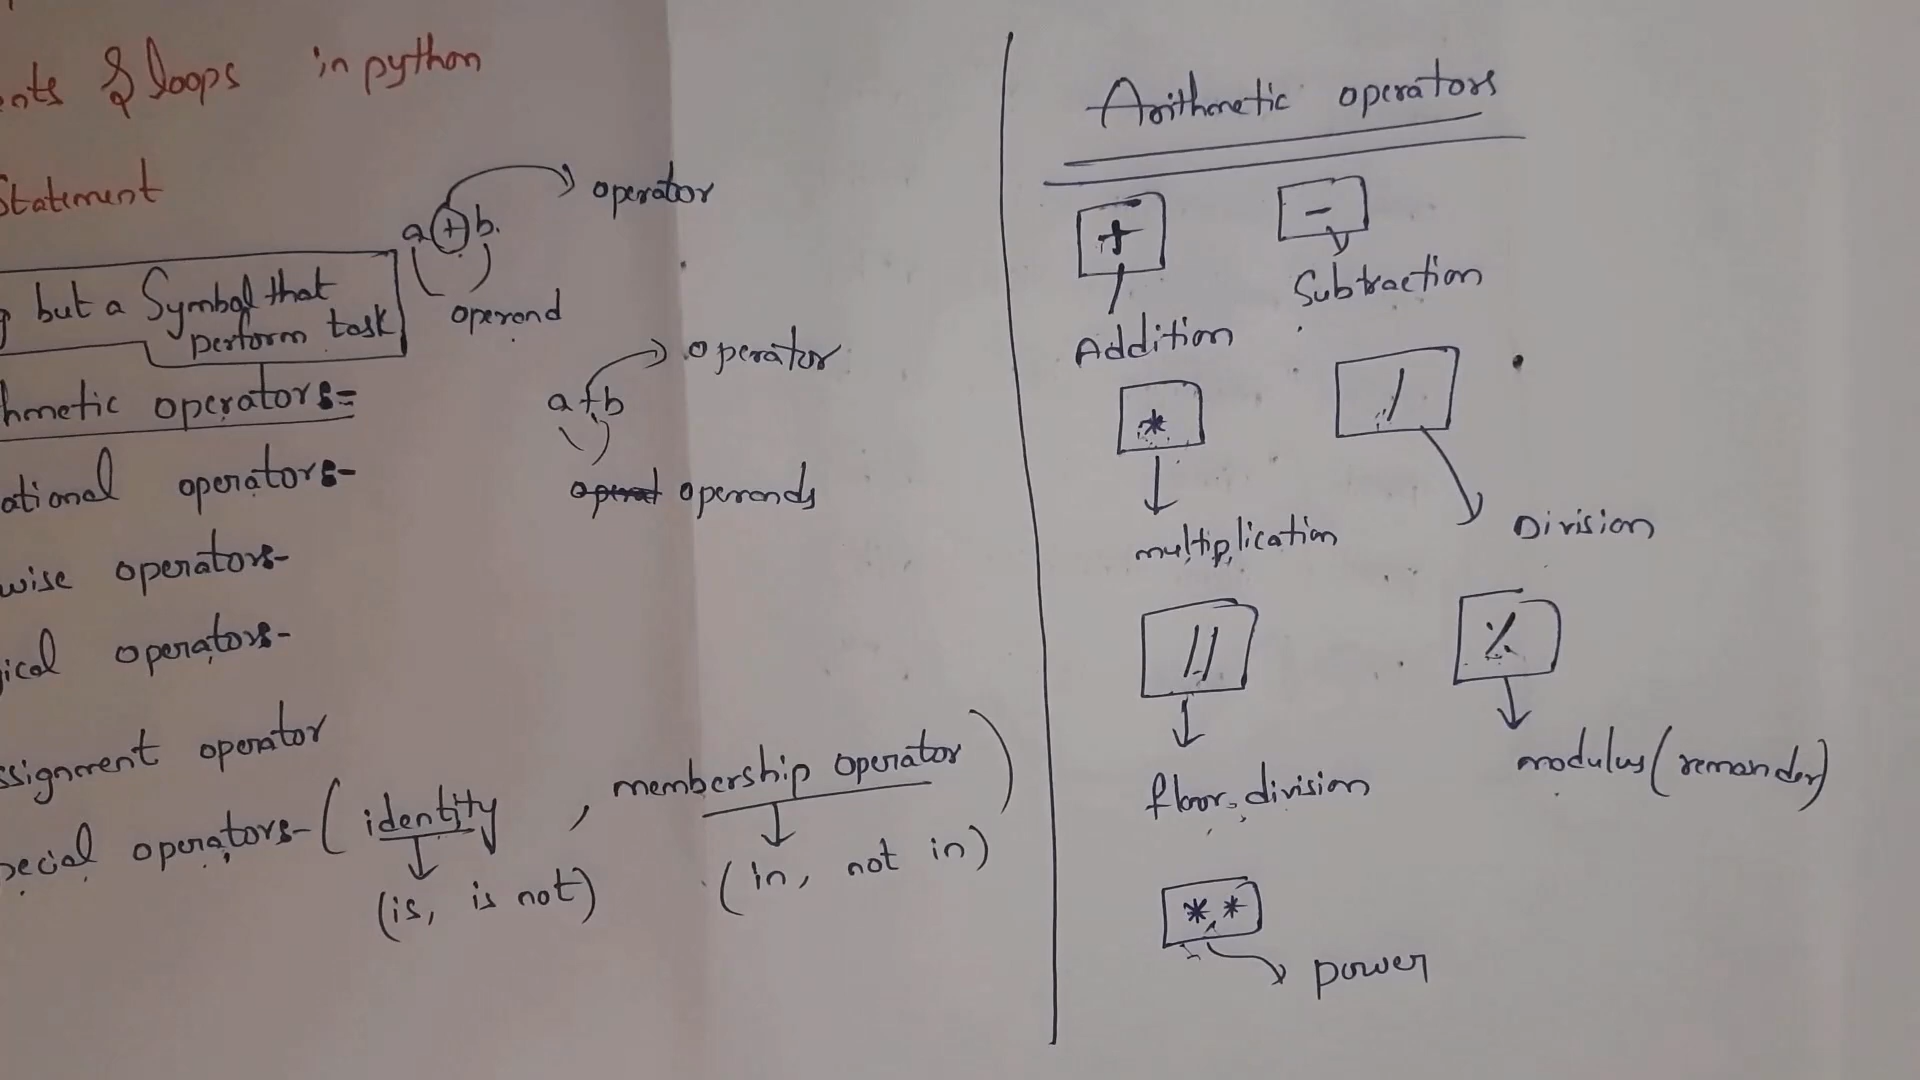 nts & loops in python
Statement
a + b.
operator
operand
but a Symbol that
perform task
hmetic operators:-
a+b
operator
operands
ational operators:-
wise operators-
ical operators-
ssignment operator
pecial operators- (identity, membership operator)
(is, is not) (in, not in)
Arithmetic operators
+ -
Addition Subtraction
* /
multiplication Division
// %
floor division modulus (remander)
**
power